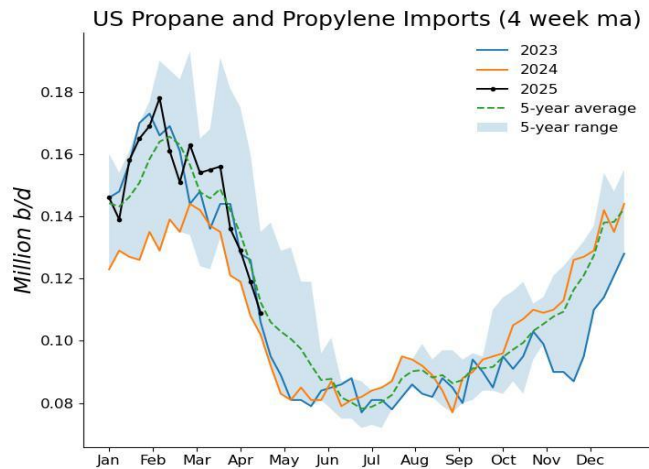 US Propane and Propylene Imports (4 week ma)
2023
2024
2025
5-year average
5-year range
Million b/d
0.18
0.16
0.14
0.12
0.10
0.08
Jan Feb Mar Apr May Jun Jul Aug Sep Oct Nov Dec